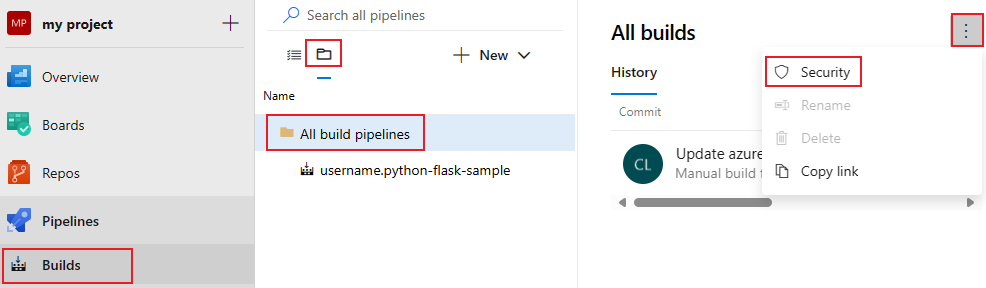 MP my project
Overview
Boards
Repos
Pipelines
Builds
Search all pipelines
New
Name
All build pipelines
username.python-flask-sample
All builds
History
Commit
CL
Update azure
Manual build f
Security
Rename
Delete
Copy link